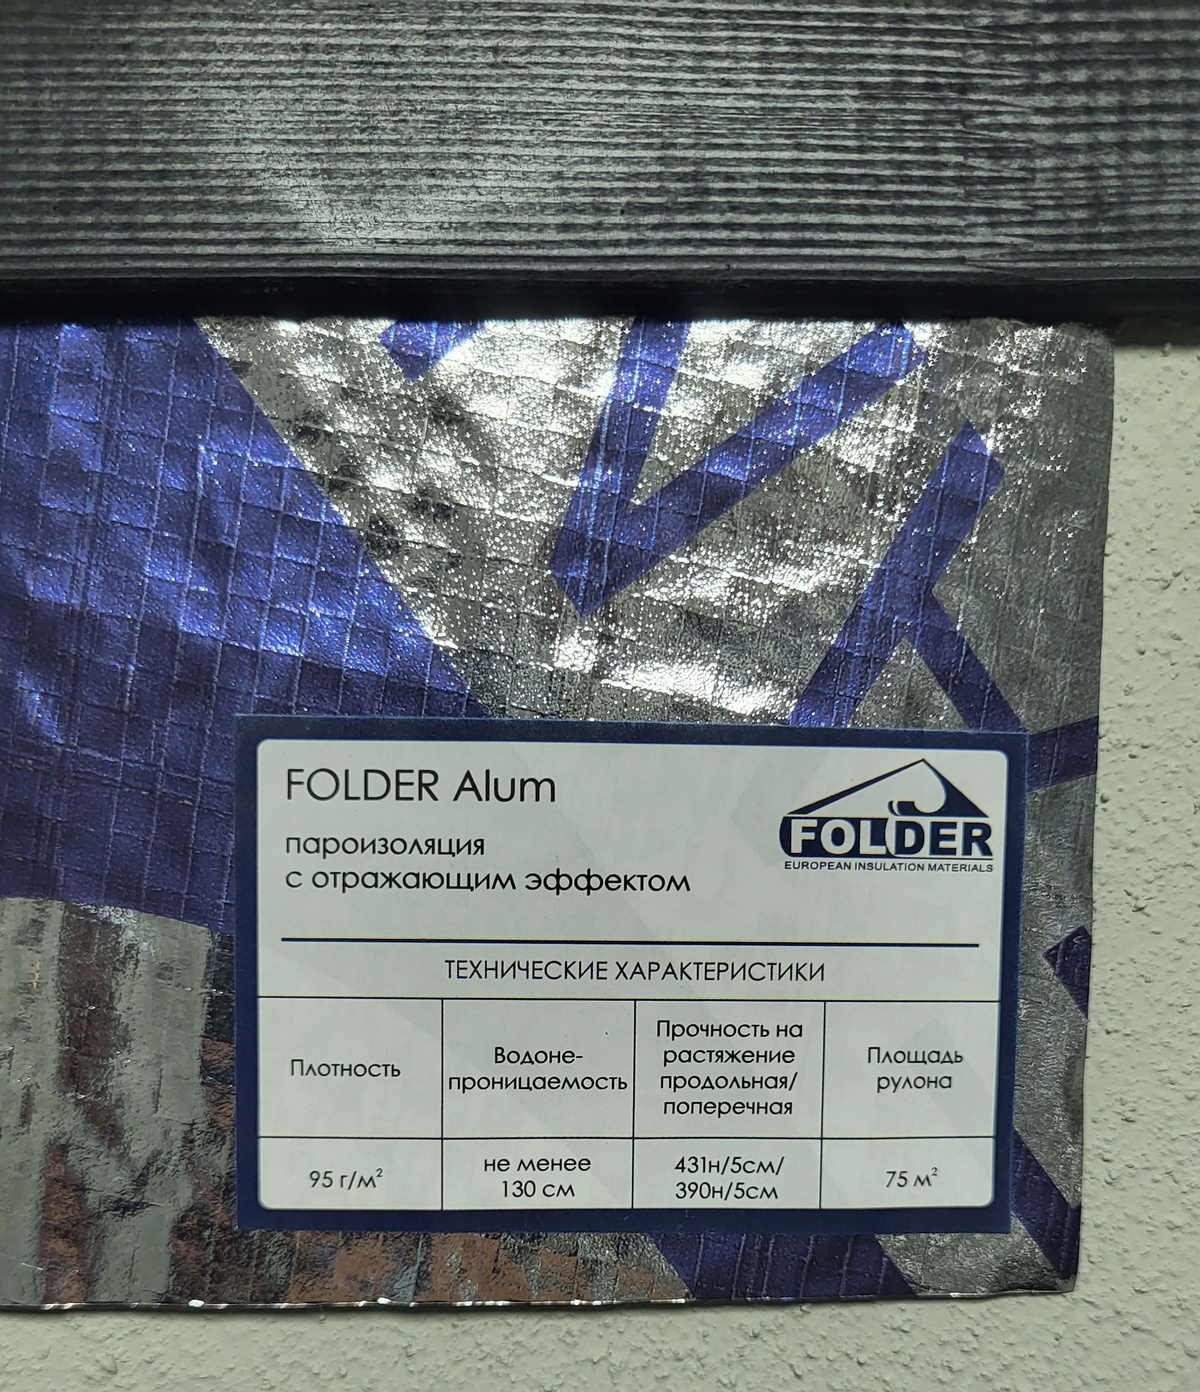 FOLDER Alum
пароизоляция
с отражающим эффектом
FOLDER
EUROPEAN INSULATION MATERIALS
ТЕХНИЧЕСКИЕ ХАРАКТЕРИСТИКИ
Плотность
Водоне-
проницаемость
Прочность на
растяжение
продольная/
поперечная
Площадь
рулона
95 г/м²
не менее
130 см
431н/5см/
390н/5см
75 м²